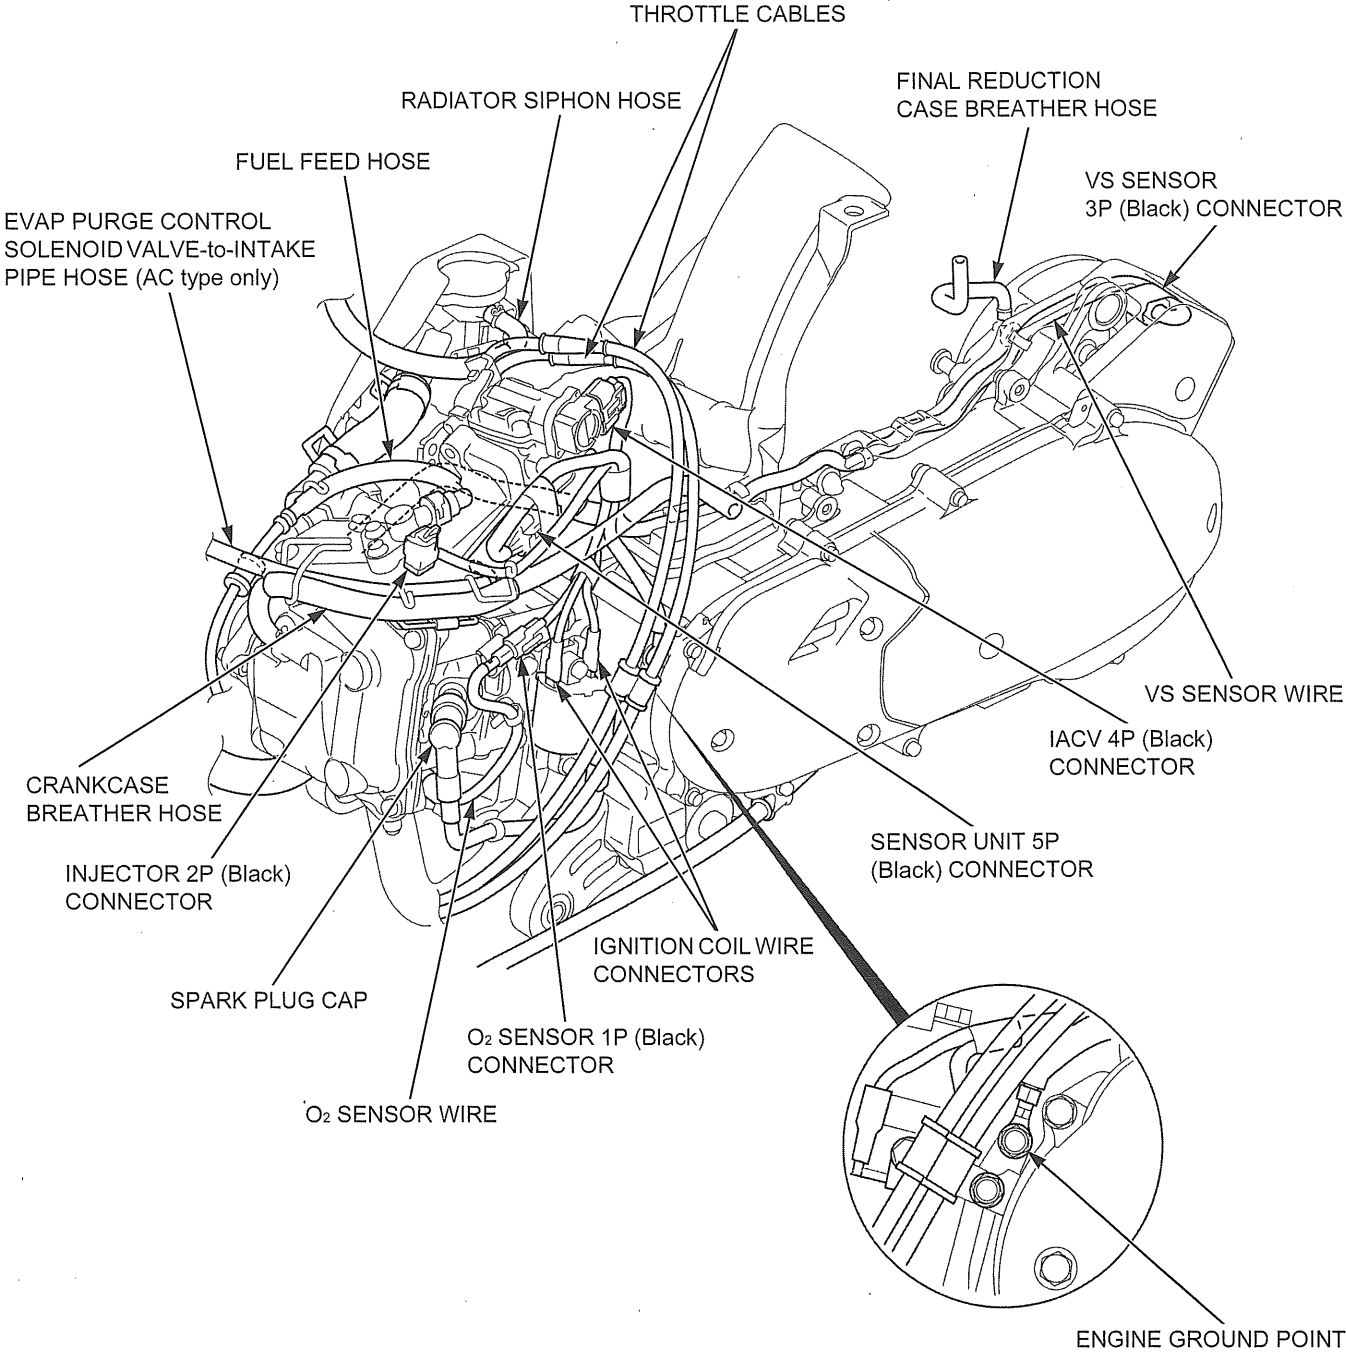 THROTTLE CABLES
RADIATOR SIPHON HOSE
FINAL REDUCTION
CASE BREATHER HOSE
FUEL FEED HOSE
VS SENSOR
3P (Black) CONNECTOR
EVAP PURGE CONTROL
SOLENOID VALVE-to-INTAKE
PIPE HOSE (AC type only)
VS SENSOR WIRE
IACV 4P (Black)
CONNECTOR
CRANKCASE
BREATHER HOSE
SENSOR UNIT 5P
(Black) CONNECTOR
INJECTOR 2P (Black)
CONNECTOR
IGNITION COIL WIRE
CONNECTORS
SPARK PLUG CAP
O₂ SENSOR 1P (Black)
CONNECTOR
O₂ SENSOR WIRE
ENGINE GROUND POINT